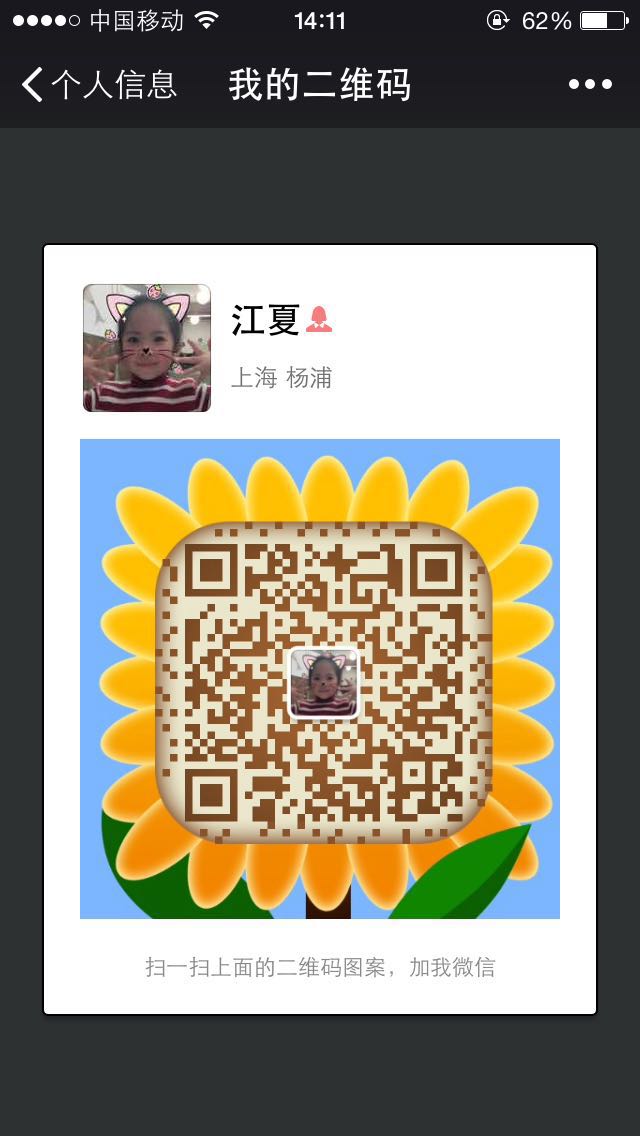 中国移动 14:11 62%
个人信息 我的二维码
江夏
上海 杨浦
扫一扫上面的二维码图案，加我微信